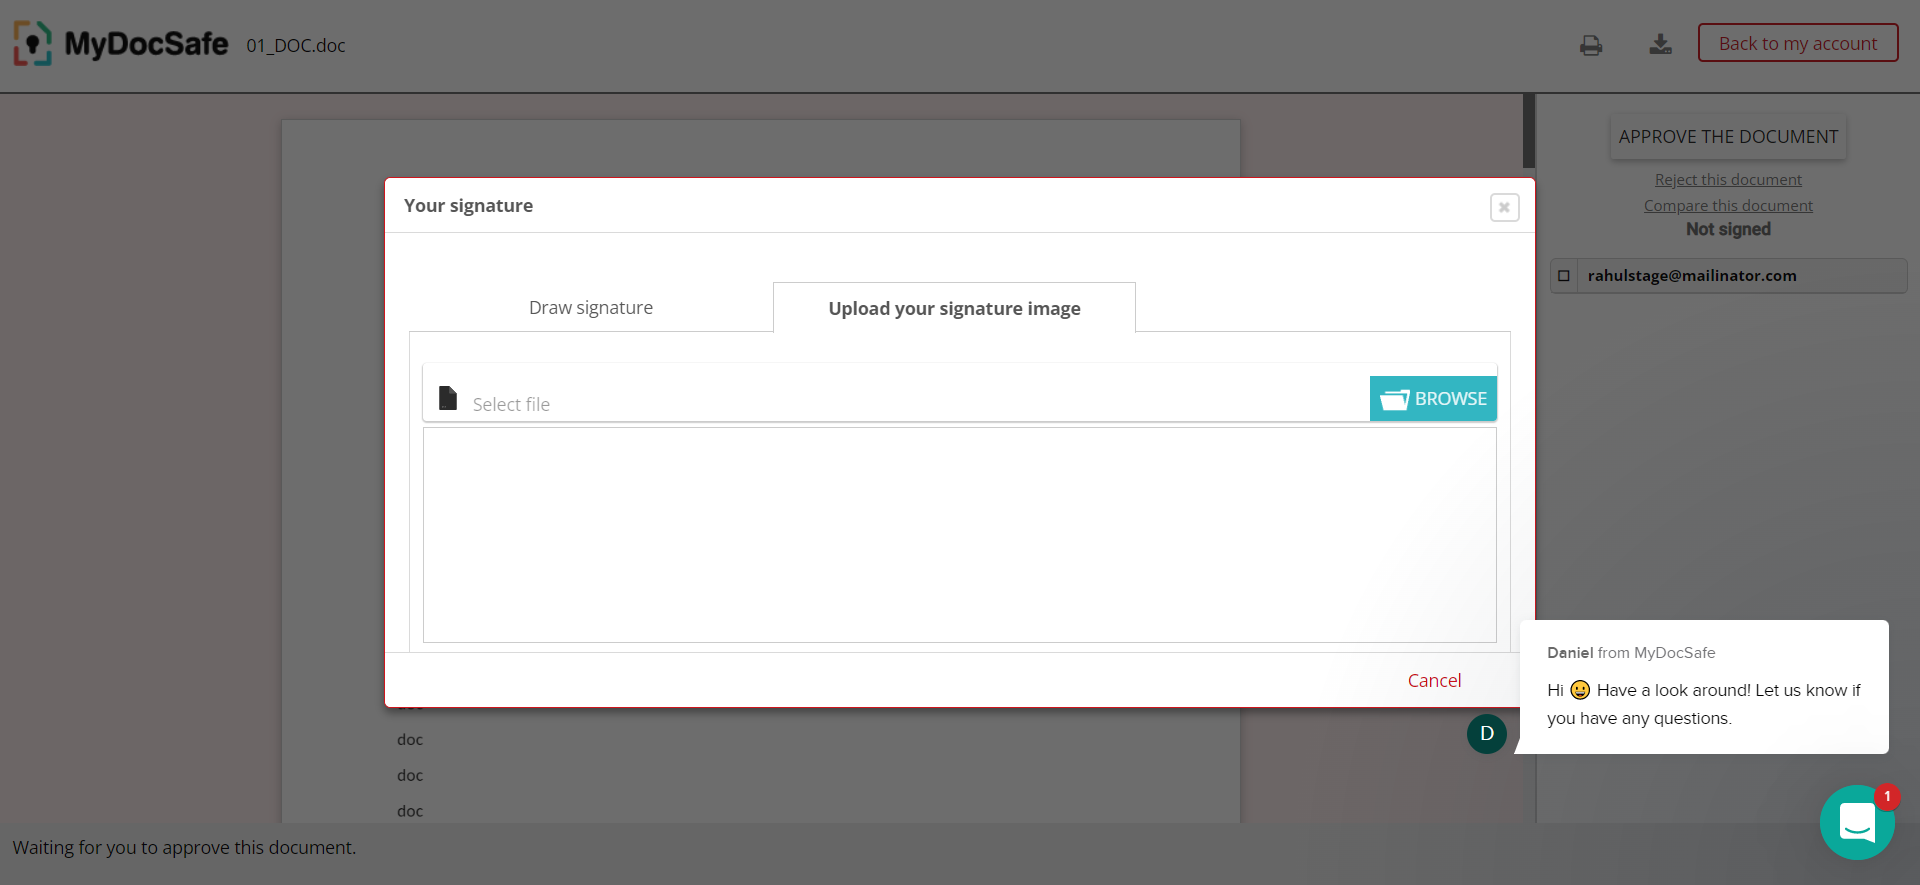 MyDocSafe 01_DOC.doc
Back to my account
APPROVE THE DOCUMENT
Reject this document
Compare this document
Not signed
rahulstage@mailinator.com
Your signature
Draw signature
Upload your signature image
Select file
BROWSE
Cancel
doc
doc
doc
Daniel from MyDocSafe
Hi 😀 Have a look around! Let us know if
you have any questions.
D
1
Waiting for you to approve this document.